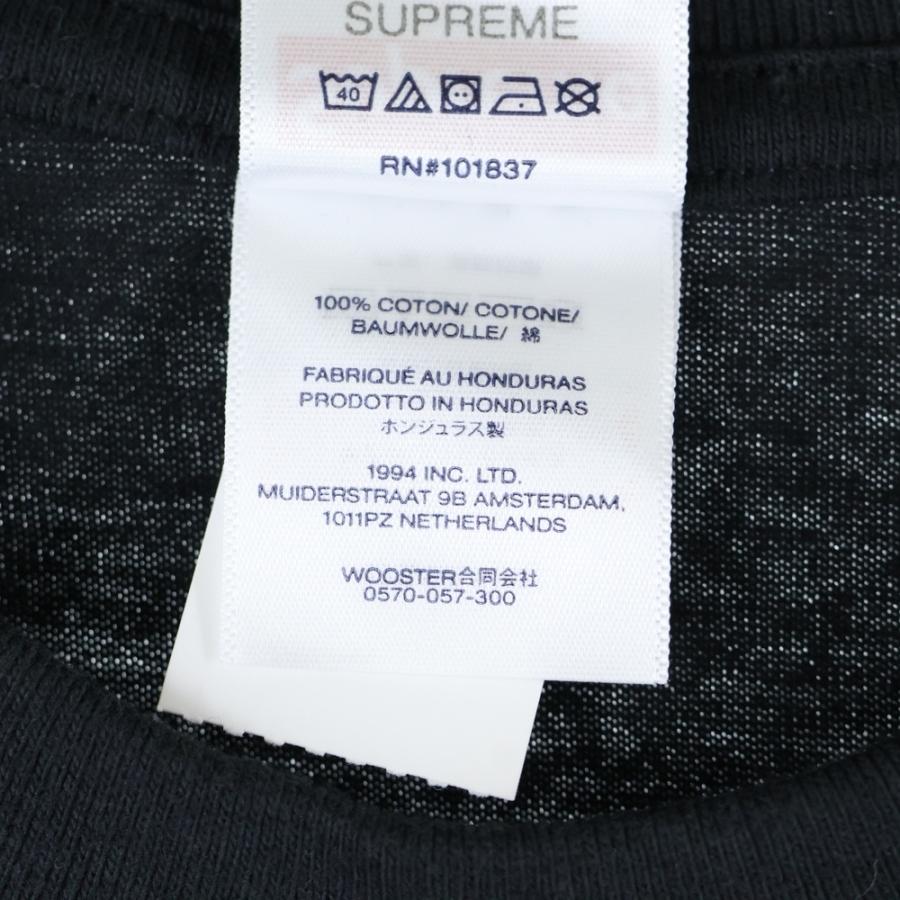 SUPREME
40
RN#101837
100% COTON/ COTONE/
BAUMWOLLE/ 綿
FABRIQUÉ AU HONDURAS
PRODOTTO IN HONDURAS
ホンジュラス製
1994 INC. LTD.
MUIDERSTRAAT 9B AMSTERDAM,
1011PZ NETHERLANDS
WOOSTER合同会社
0570-057-300